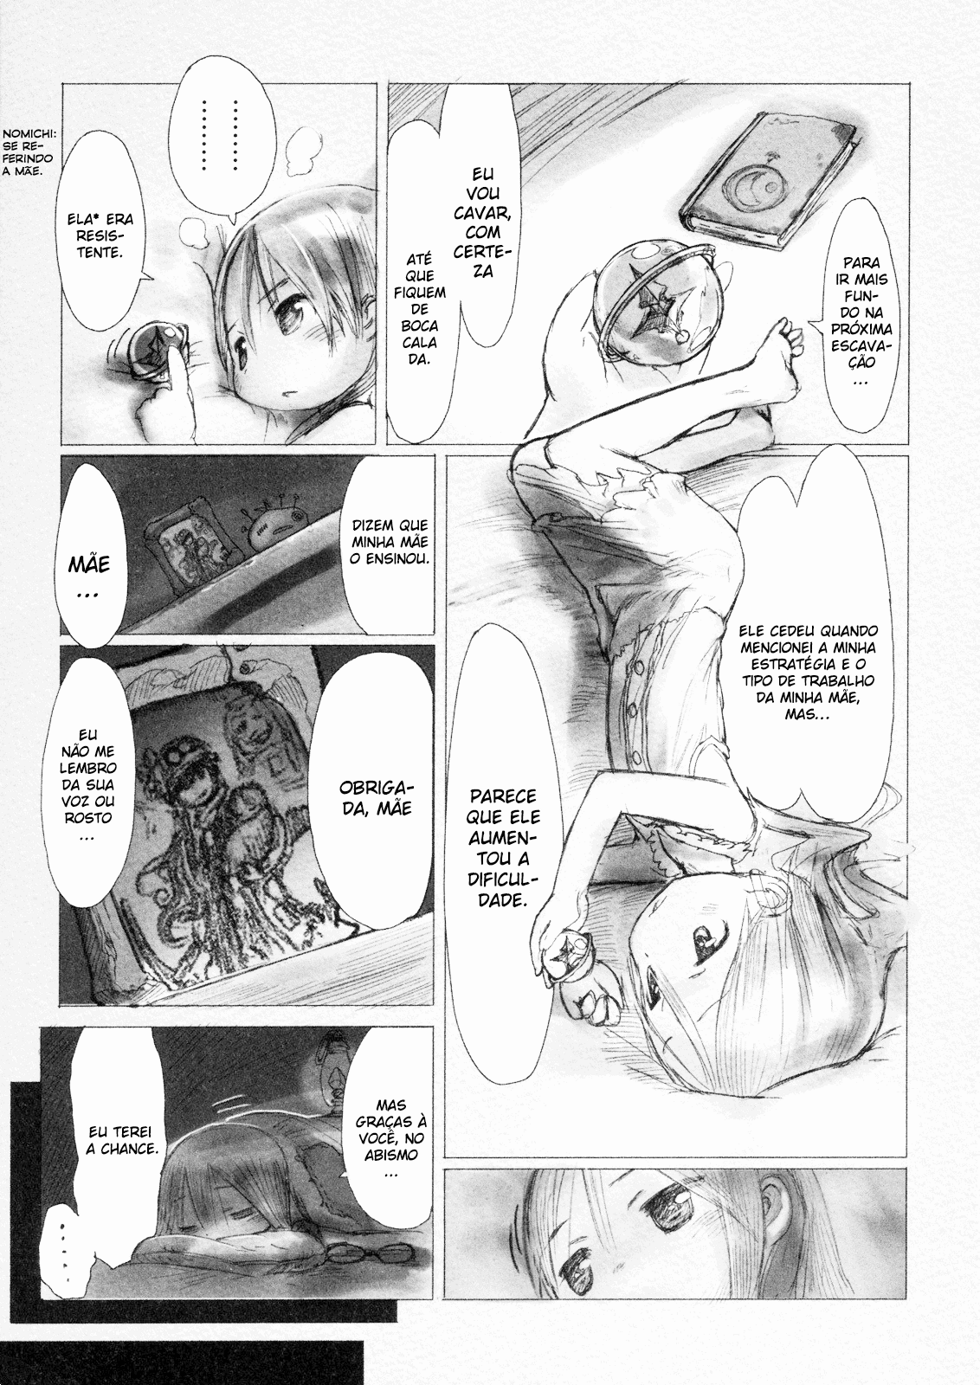 PARA
IR MAIS
FUN-
DO NA
PRÓXIMA
ESCAVA-
ÇÃO
...
EU
VOU
CAVAR,
COM
CERTE-
ZA
ATÉ
QUE
FIQUEM
DE
BOCA
CALA
DA.
NOMICHI:
SE RE-
FERINDO
A MÃE.
ELA* ERA
RESIS-
TENTE.
ELE CEDEU QUANDO
MENCIONEI A MINHA
ESTRATÉGIA E O
TIPO DE TRABALHO
DA MINHA MÃE,
MAS...
PARECE
QUE ELE
AUMEN-
TOU A
DIFICUL-
DADE.
DIZEM QUE
MINHA MÃE
O ENSINOU.
MÃE
...
OBRIGA-
DA, MÃE
EU
NÃO ME
LEMBRO
DA SUA
VOZ OU
ROSTO
...
MAS
GRAÇAS À
VOCÊ, NO
ABISMO
...
EU TEREI
A CHANCE.